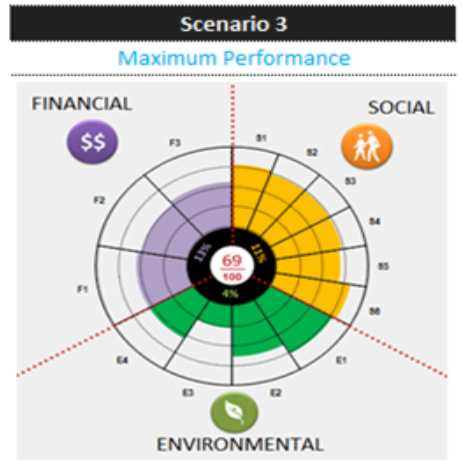 Scenario 3
Maximum Performance
FINANCIAL
SOCIAL
$$
F3
S1
S2
S3
F2
S4
13%
11%
69
100
S5
4%
F1
S6
E4
E1
E3
E2
ENVIRONMENTAL